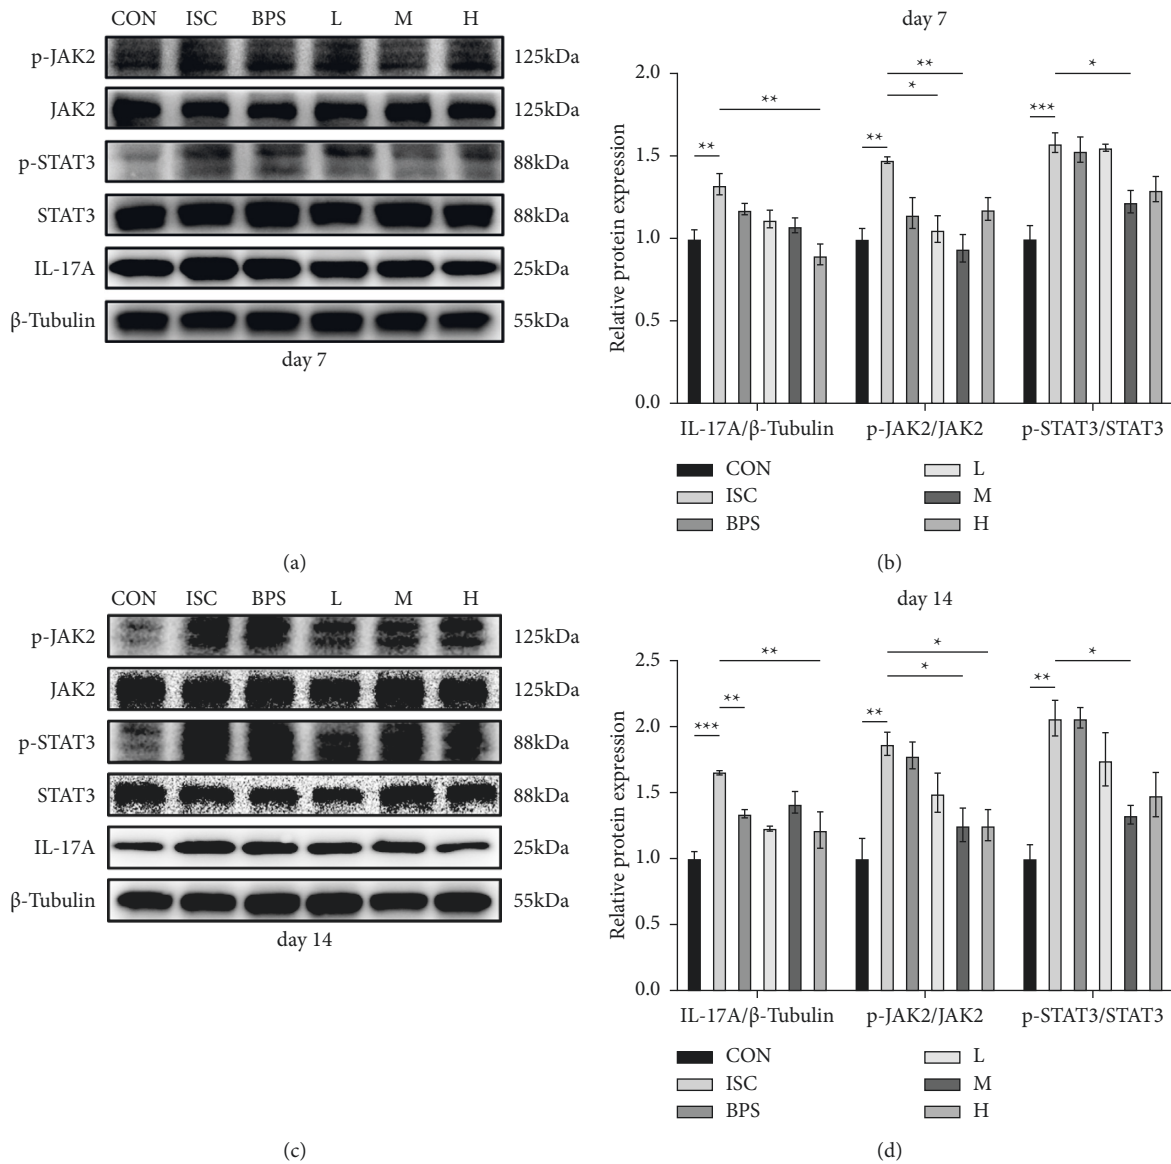 CON ISC BPS L M H
p-JAK2 125kDa
JAK2 125kDa
p-STAT3 88kDa
STAT3 88kDa
IL-17A 25kDa
β-Tubulin 55kDa
day 7
(a)
day 7
Relative protein expression
2.0
1.5
1.0
0.5
0.0
** ** ** * ** *** *
IL-17A/β-Tubulin p-JAK2/JAK2 p-STAT3/STAT3
CON L
ISC M
BPS H
(b)
CON ISC BPS L M H
p-JAK2 125kDa
JAK2 125kDa
p-STAT3 88kDa
STAT3 88kDa
IL-17A 25kDa
β-Tubulin 55kDa
day 14
(c)
day 14
Relative protein expression
2.5
2.0
1.5
1.0
0.5
0.0
*** ** ** ** * * ** *
IL-17A/β-Tubulin p-JAK2/JAK2 p-STAT3/STAT3
CON L
ISC M
BPS H
(d)